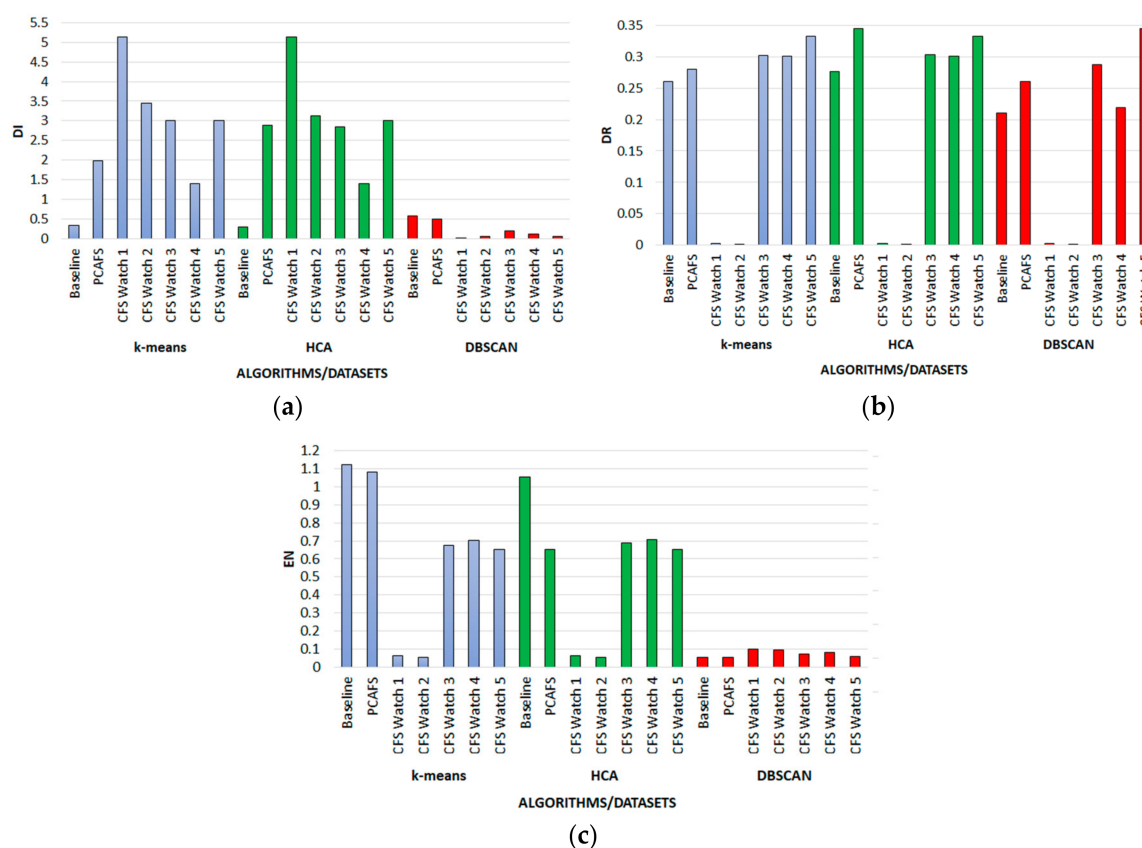 5.5
5
4.5
4
3.5
3
2.5
2
1.5
1
0.5
0
DI
Baseline
PCAFS
CFS Watch 1
CFS Watch 2
CFS Watch 3
CFS Watch 4
CFS Watch 5
Baseline
PCAFS
CFS Watch 1
CFS Watch 2
CFS Watch 3
CFS Watch 4
CFS Watch 5
Baseline
PCAFS
CFS Watch 1
CFS Watch 2
CFS Watch 3
CFS Watch 4
CFS Watch 5
k-means HCA DBSCAN
ALGORITHMS/DATASETS
(a)
0.35
0.3
0.25
0.2
0.15
0.1
0.05
0
DR
Baseline
PCAFS
CFS Watch 1
CFS Watch 2
CFS Watch 3
CFS Watch 4
CFS Watch 5
Baseline
PCAFS
CFS Watch 1
CFS Watch 2
CFS Watch 3
CFS Watch 4
CFS Watch 5
Baseline
PCAFS
CFS Watch 1
CFS Watch 2
CFS Watch 3
CFS Watch 4
k-means HCA DBSCAN
ALGORITHMS/DATASETS
(b)
1.2
1.1
1
0.9
0.8
0.7
0.6
0.5
0.4
0.3
0.2
0.1
0
EN
Baseline
PCAFS
CFS Watch 1
CFS Watch 2
CFS Watch 3
CFS Watch 4
CFS Watch 5
Baseline
PCAFS
CFS Watch 1
CFS Watch 2
CFS Watch 3
CFS Watch 4
CFS Watch 5
Baseline
PCAFS
CFS Watch 1
CFS Watch 2
CFS Watch 3
CFS Watch 4
CFS Watch 5
k-means HCA DBSCAN
ALGORITHMS/DATASETS
(c)